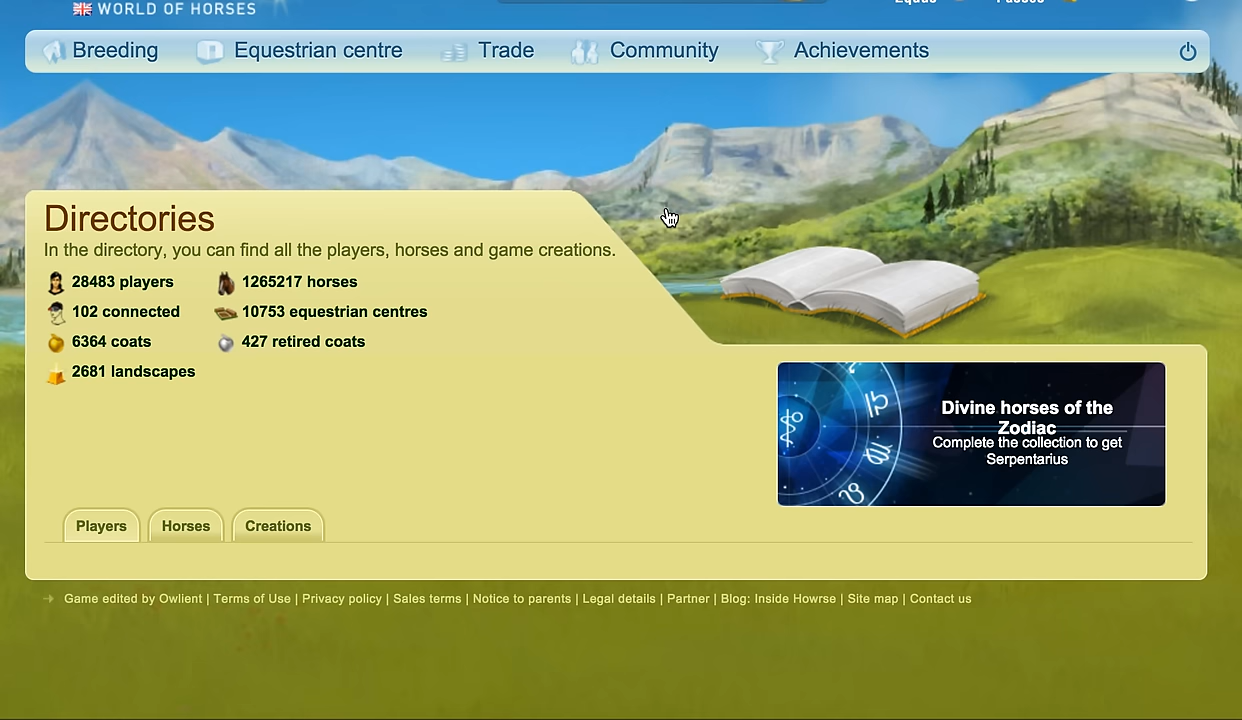 WORLD OF HORSES
Breeding
Equestrian centre
Trade
Community
Achievements
Directories
In the directory, you can find all the players, horses and game creations.
28483 players
1265217 horses
102 connected
10753 equestrian centres
6364 coats
427 retired coats
2681 landscapes
Divine horses of the
Zodiac
Complete the collection to get
Serpentarius
Players
Horses
Creations
Game edited by Owlient | Terms of Use | Privacy policy | Sales terms | Notice to parents | Legal details | Partner | Blog: Inside Howrse | Site map | Contact us